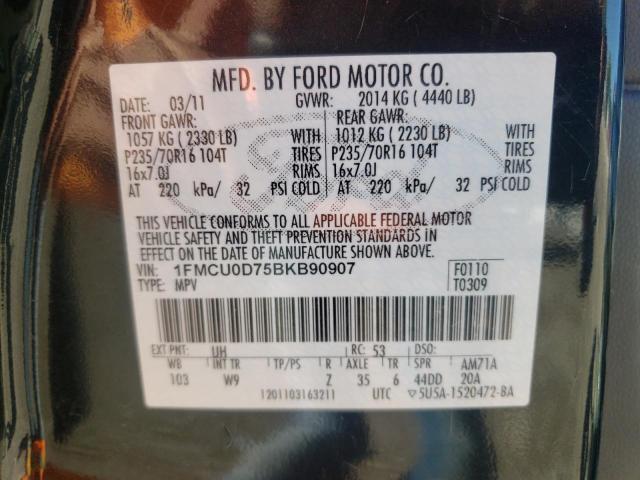 MFD. BY FORD MOTOR CO.
DATE: 03/11 GVWR: 2014 KG (4440 LB)
FRONT GAWR: REAR GAWR:
1057 KG (2330 LB) WITH 1012 KG (2230 LB) WITH
P235/70R16 104T TIRES P235/70R16 104T TIRES
16x7.0J RIMS 16x7.0J RIMS
AT 220 kPa/ 32 PSI COLD AT 220 kPa/ 32 PSI COLD
THIS VEHICLE CONFORMS TO ALL APPLICABLE FEDERAL MOTOR
VEHICLE SAFETY AND THEFT PREVENTION STANDARDS IN
EFFECT ON THE DATE OF MANUFACTURE SHOWN ABOVE.
VIN: 1FMCU0D75BKB90907 F0110
TYPE: MPV T0309
EXT PNT: UH RC: 53 DSO:
WB INT TR TP/PS R AXLE TR SPR AM71A
103 W9 Z 35 6 44DD 20A
1201103163211 UTC ▽5U5A-1520472-BA